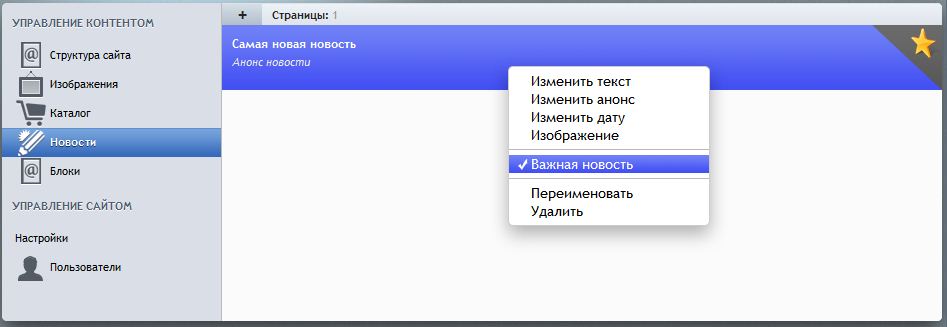 УПРАВЛЕНИЕ КОНТЕНТОМ
Структура сайта
Изображения
Каталог
Новости
Блоки
УПРАВЛЕНИЕ САЙТОМ
Настройки
Пользователи
+ Страницы: 1
Самая новая новость
Анонс новости
Изменить текст
Изменить анонс
Изменить дату
Изображение
✓ Важная новость
Переименовать
Удалить